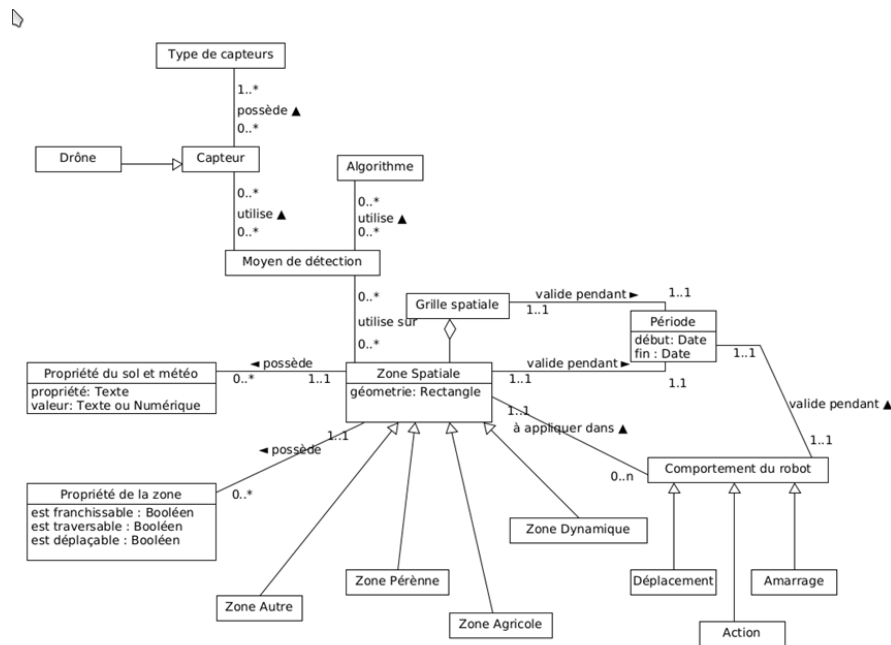 Type de capteurs
1..*
possède ▲
0..*
Drône
Capteur
Algorithme
0..*
utilise ▲
0..*
0..*
utilise ▲
0..*
Moyen de détection
0..*
utilise sur
0..*
Grille spatiale
valide pendant ►
1..1
1..1
Période
début: Date
fin : Date
1..1
Propriété du sol et météo
propriété: Texte
valeur: Texte ou Numérique
◄ possède
0..*
1..1
Zone Spatiale
géometrie: Rectangle
valide pendant ►
1..1
1.1
valide pendant ▲
1..1
1..1
à appliquer dans ▲
0..n
Comportement du robot
1..1
◄ possède
0..*
Propriété de la zone
est franchissable : Booléen
est traversable : Booléen
est déplaçable : Booléen
Zone Dynamique
Zone Pérènne
Zone Autre
Zone Agricole
Déplacement
Amarrage
Action